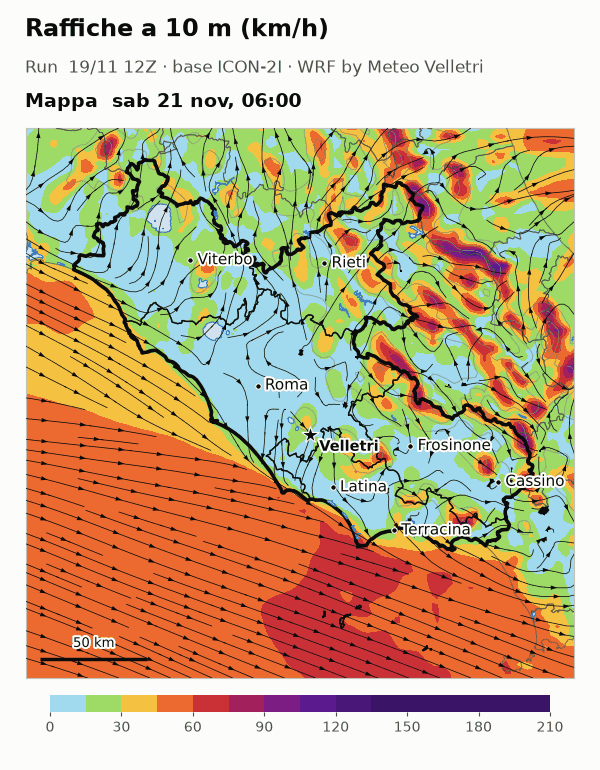 Raffiche a 10 m (km/h)
Run  19/11 12Z · base ICON-2I · WRF by Meteo Velletri
Mappa  sab 21 nov, 06:00
Viterbo
Rieti
Roma
Velletri
Frosinone
Cassino
Latina
Terracina
50 km
0 30 60 90 120 150 180 210